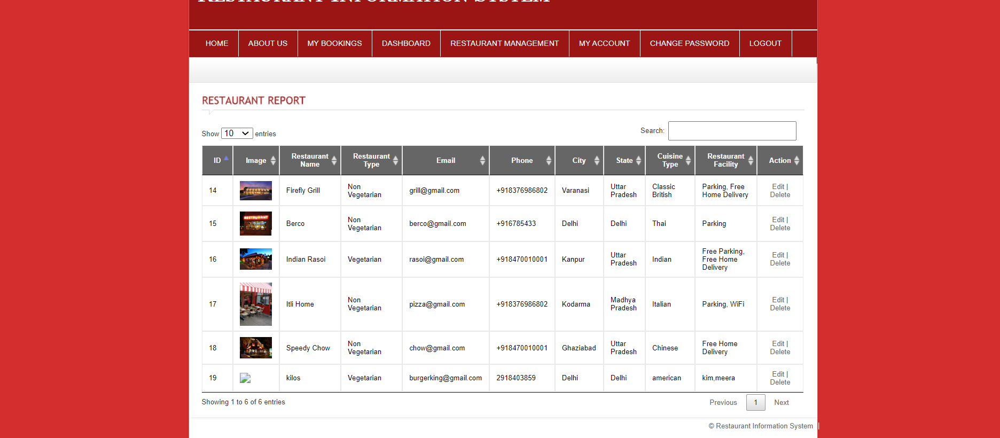 RESTAURANT INFORMATION SYSTEM
HOME ABOUT US MY BOOKINGS DASHBOARD RESTAURANT MANAGEMENT MY ACCOUNT CHANGE PASSWORD LOGOUT
RESTAURANT REPORT
Show 10 entries Search:
ID Image Restaurant Name Restaurant Type Email Phone City State Cuisine Type Restaurant Facility Action
14 Firefly Grill Non Vegetarian grill@gmail.com +918376986802 Varanasi Uttar Pradesh Classic British Parking, Free Home Delivery Edit | Delete
RESTAURANT
15 Berco Non Vegetarian berco@gmail.com +916785433 Delhi Delhi Thai Parking Edit | Delete
16 Indian Rasoi Vegetarian rasoi@gmail.com +918470010001 Kanpur Uttar Pradesh Indian Free Parking, Free Home Delivery Edit | Delete
17 Itli Home Non Vegetarian pizza@gmail.com +918376986802 Kodarma Madhya Pradesh Italian Parking, WiFi Edit | Delete
18 Speedy Chow Non Vegetarian chow@gmail.com +918470010001 Ghaziabad Uttar Pradesh Chinese Free Home Delivery Edit | Delete
19 kilos Vegetarian burgerking@gmail.com 2918403859 Delhi Delhi american kim,meera Edit | Delete
Showing 1 to 6 of 6 entries Previous 1 Next
© Restaurant Information System |